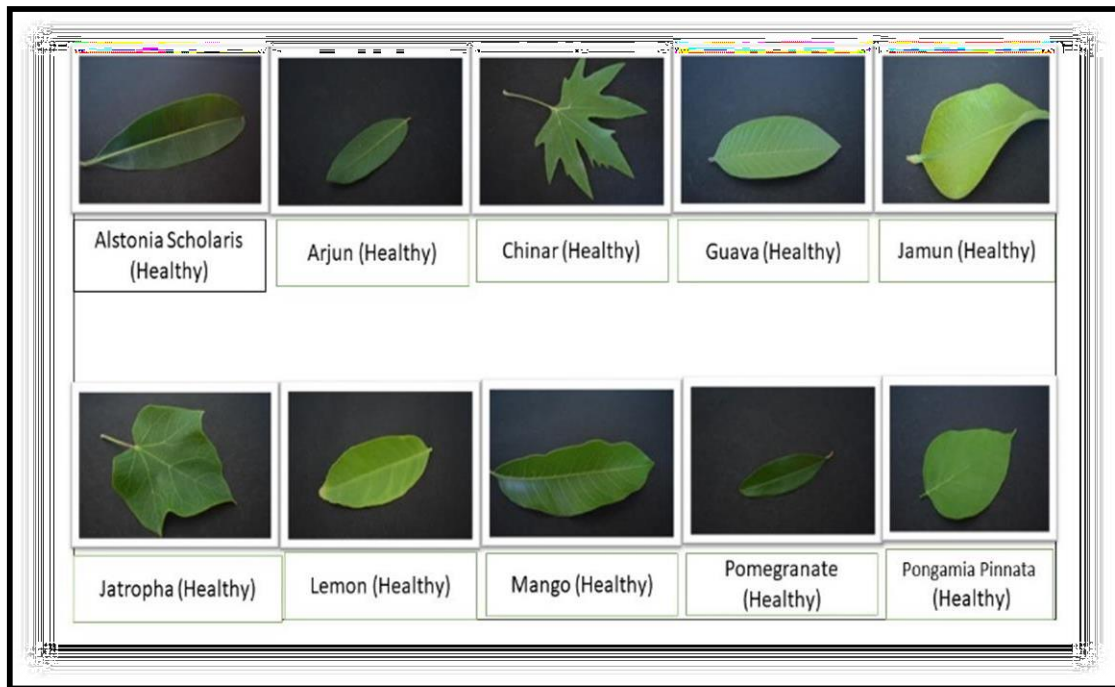 Alstonia Scholaris
(Healthy)
Arjun (Healthy)
Chinar (Healthy)
Guava (Healthy)
Jamun (Healthy)
Jatropha (Healthy)
Lemon (Healthy)
Mango (Healthy)
Pomegranate
(Healthy)
Pongamia Pinnata
(Healthy)